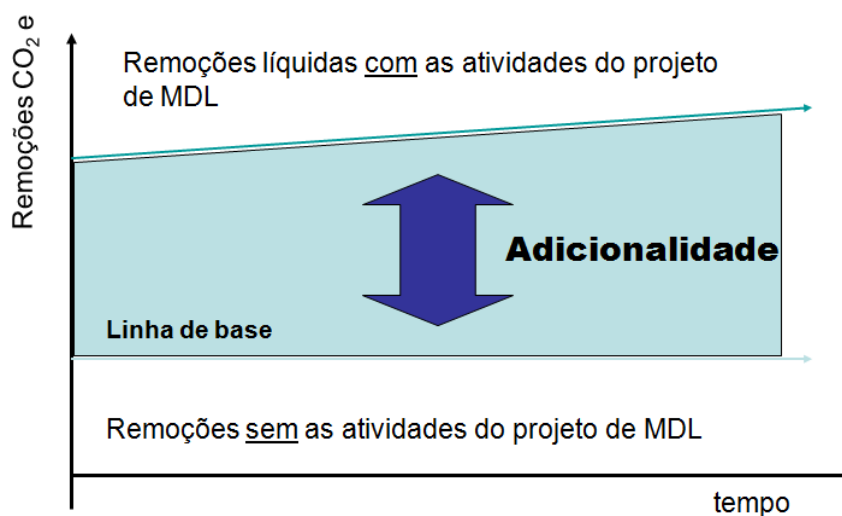 Remoções CO₂ e
Remoções líquidas com as atividades do projeto
de MDL
Adicionalidade
Linha de base
Remoções sem as atividades do projeto de MDL
tempo